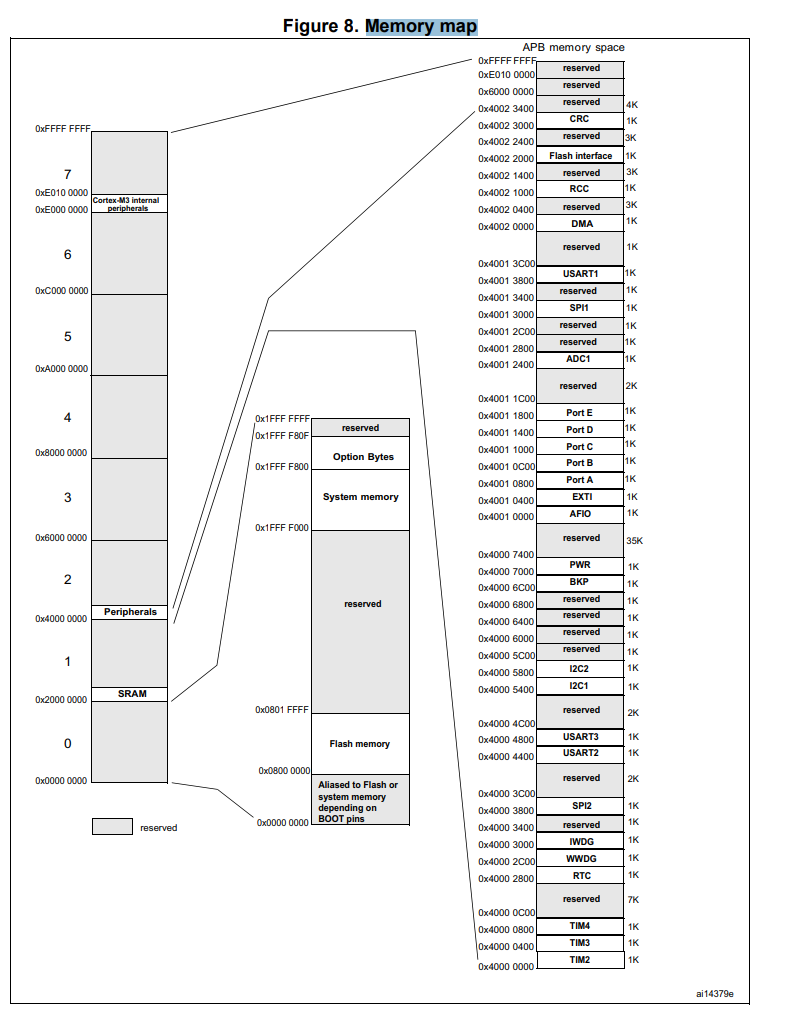 Figure 8. Memory map
APB memory space
0xFFFF FFFF
reserved
0xE010 0000
reserved
0x6000 0000
reserved
4K
0x4002 3400
CRC
1K
0x4002 3000
reserved
3K
0x4002 2400
Flash interface
1K
0x4002 2000
reserved
3K
0x4002 1400
RCC
1K
0x4002 1000
reserved
3K
0x4002 0400
DMA
1K
0x4002 0000
reserved
1K
0x4001 3C00
USART1
1K
0x4001 3800
reserved
1K
0x4001 3400
SPI1
1K
0x4001 3000
reserved
1K
0x4001 2C00
reserved
1K
0x4001 2800
ADC1
1K
0x4001 2400
reserved
2K
0x4001 1C00
Port E
1K
0x4001 1800
Port D
1K
0x4001 1400
Port C
1K
0x4001 1000
Port B
1K
0x4001 0C00
Port A
1K
0x4001 0800
EXTI
1K
0x4001 0400
AFIO
1K
0x4001 0000
reserved
35K
0x4000 7400
PWR
1K
0x4000 7000
BKP
1K
0x4000 6C00
reserved
1K
0x4000 6800
reserved
1K
0x4000 6400
reserved
1K
0x4000 6000
reserved
1K
0x4000 5C00
I2C2
1K
0x4000 5800
I2C1
1K
0x4000 5400
reserved
2K
0x4000 4C00
USART3
1K
0x4000 4800
USART2
1K
0x4000 4400
reserved
2K
0x4000 3C00
SPI2
1K
0x4000 3800
reserved
1K
0x4000 3400
IWDG
1K
0x4000 3000
WWDG
1K
0x4000 2C00
RTC
1K
0x4000 2800
reserved
7K
0x4000 0C00
TIM4
1K
0x4000 0800
TIM3
1K
0x4000 0400
TIM2
1K
0x4000 0000
0xFFFF FFFF
7
0xE010 0000
Cortex-M3 internal
peripherals
0xE000 0000
6
0xC000 0000
5
0xA000 0000
4
0x8000 0000
3
0x6000 0000
2
Peripherals
0x4000 0000
1
SRAM
0x2000 0000
0
0x0000 0000
reserved
0x1FFF FFFF
reserved
0x1FFF F80F
Option Bytes
0x1FFF F800
System memory
0x1FFF F000
reserved
0x0801 FFFF
Flash memory
0x0800 0000
Aliased to Flash or
system memory
depending on
BOOT pins
0x0000 0000
ai14379e